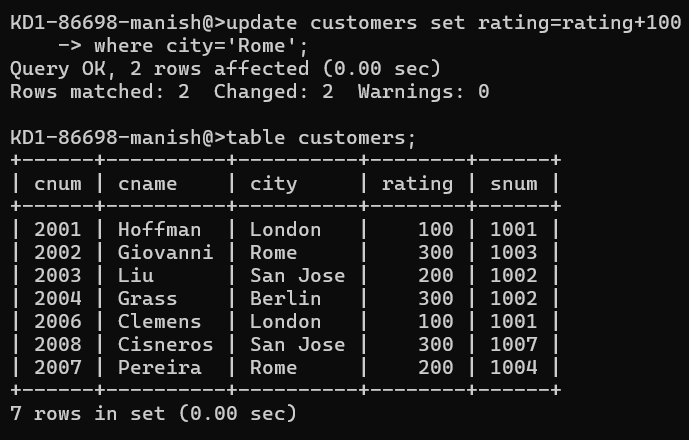 KD1-86698-manish@>update customers set rating=rating+100
    -> where city='Rome';
Query OK, 2 rows affected (0.00 sec)
Rows matched: 2  Changed: 2  Warnings: 0

KD1-86698-manish@>table customers;
+------+----------+----------+--------+------+
| cnum | cname    | city     | rating | snum |
+------+----------+----------+--------+------+
| 2001 | Hoffman  | London   |    100 | 1001 |
| 2002 | Giovanni | Rome     |    300 | 1003 |
| 2003 | Liu      | San Jose |    200 | 1002 |
| 2004 | Grass    | Berlin   |    300 | 1002 |
| 2006 | Clemens  | London   |    100 | 1001 |
| 2008 | Cisneros | San Jose |    300 | 1007 |
| 2007 | Pereira  | Rome     |    200 | 1004 |
+------+----------+----------+--------+------+
7 rows in set (0.00 sec)